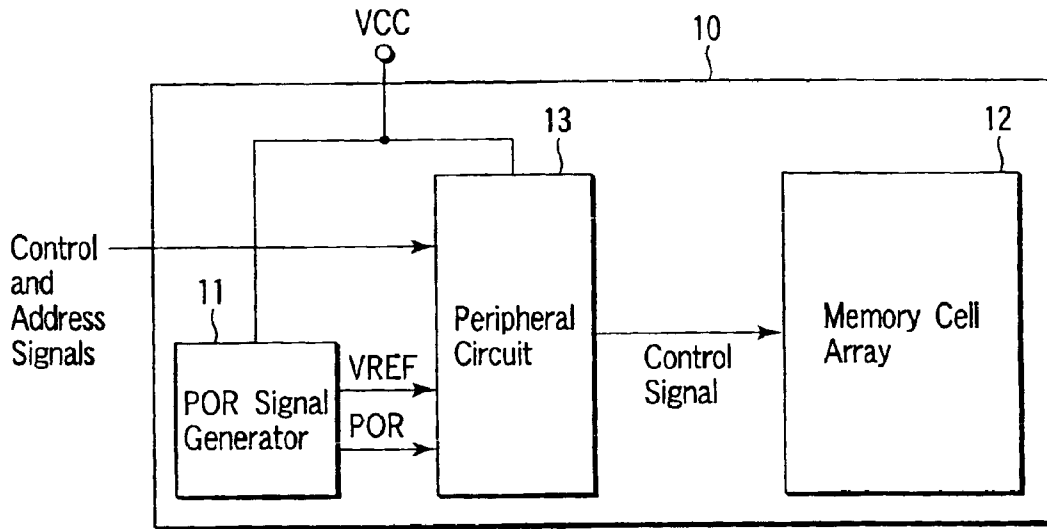 VCC
10
13
12
Control
and
Address
Signals
11
POR Signal
Generator
VREF
POR
Peripheral
Circuit
Control
Signal
Memory Cell
Array